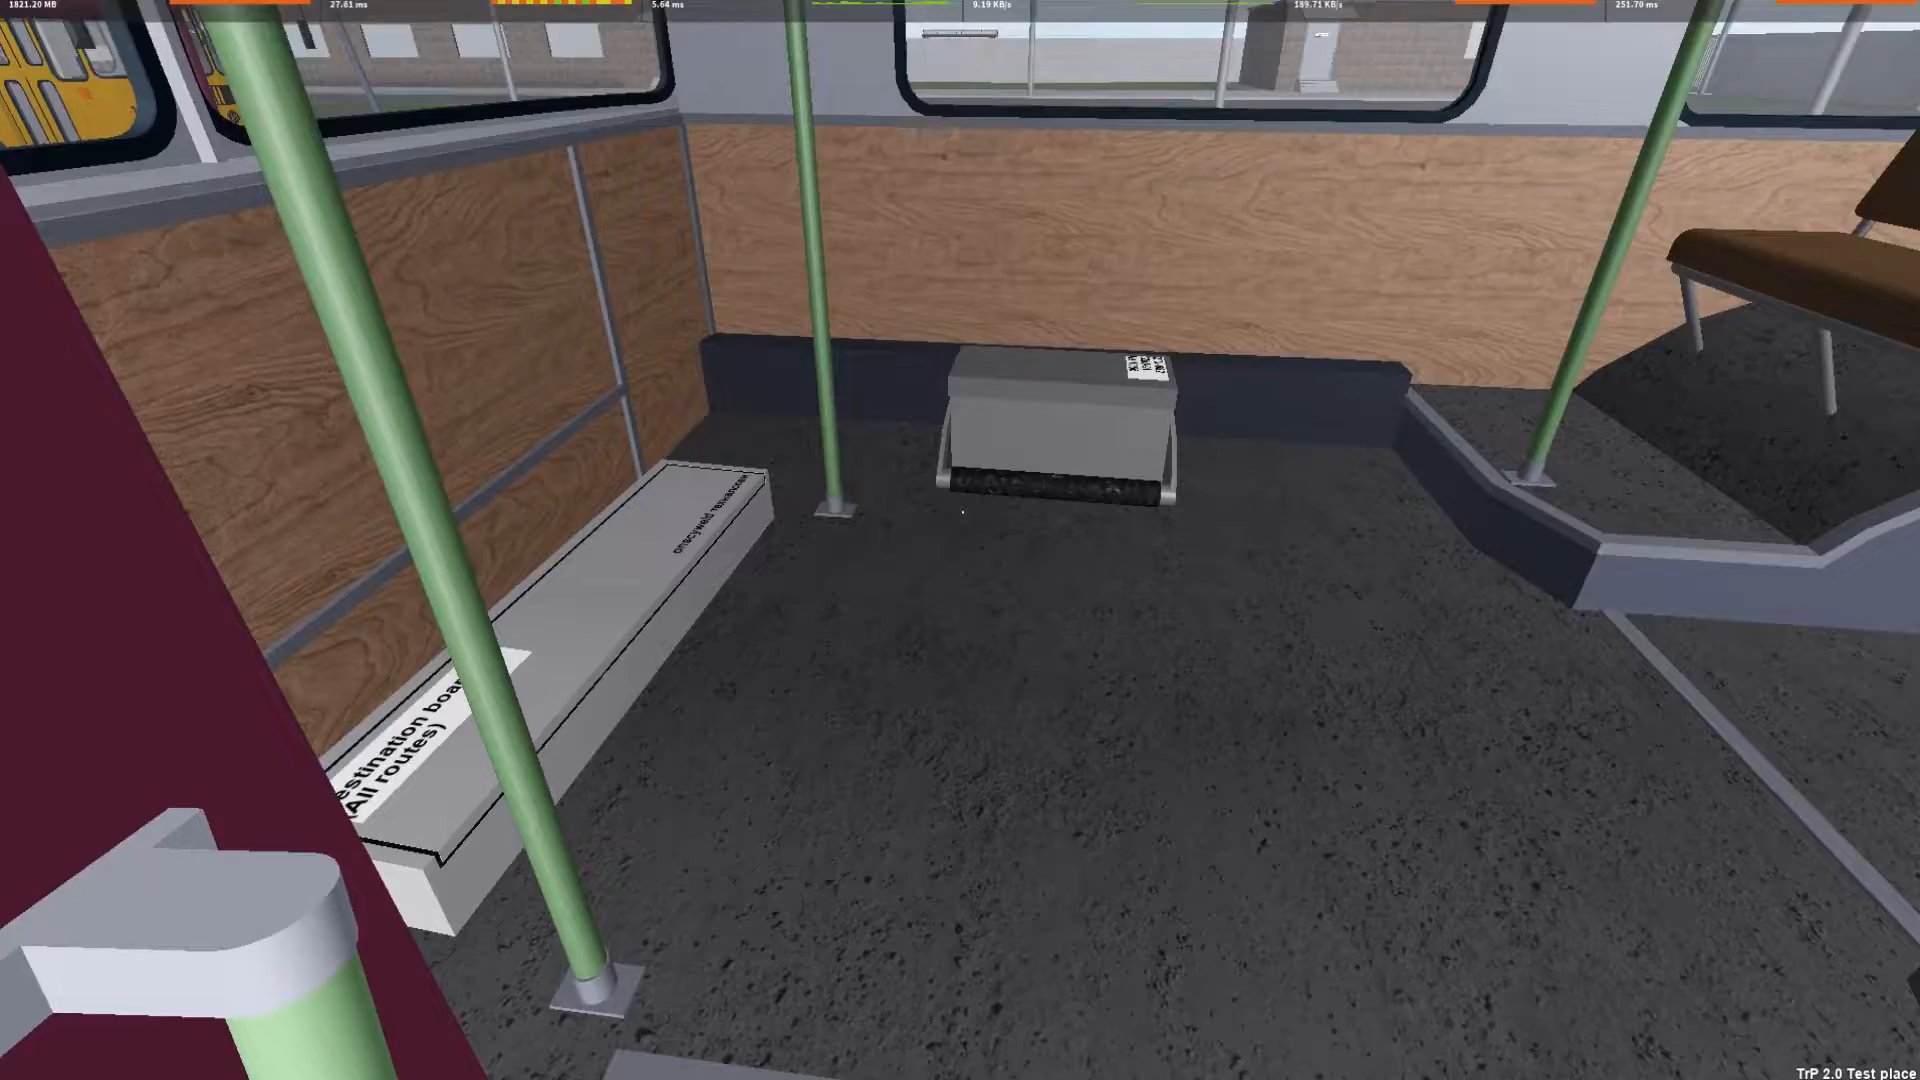 1821.20 MB
27.61 ms
5.64 ms
9.19 KB/s
189.71 KB/s
251.70 ms
estination boar
(All routes)
TrP 2.0 Test place